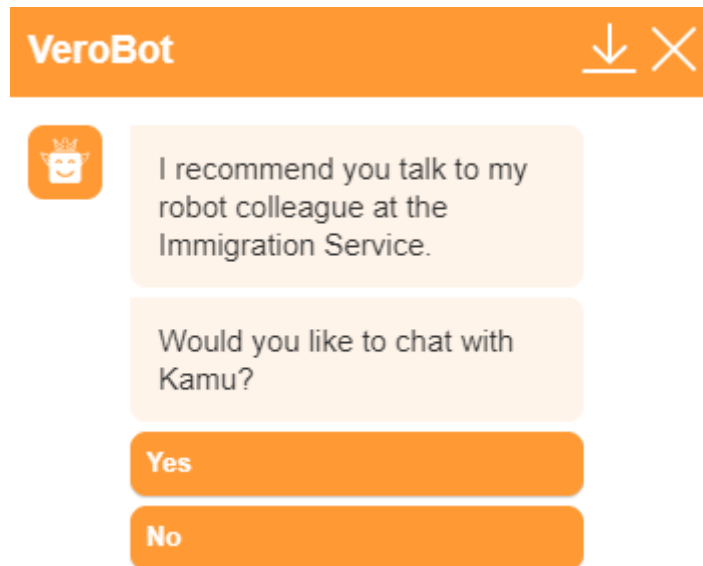 VeroBot
I recommend you talk to my
robot colleague at the
Immigration Service.
Would you like to chat with
Kamu?
Yes
No